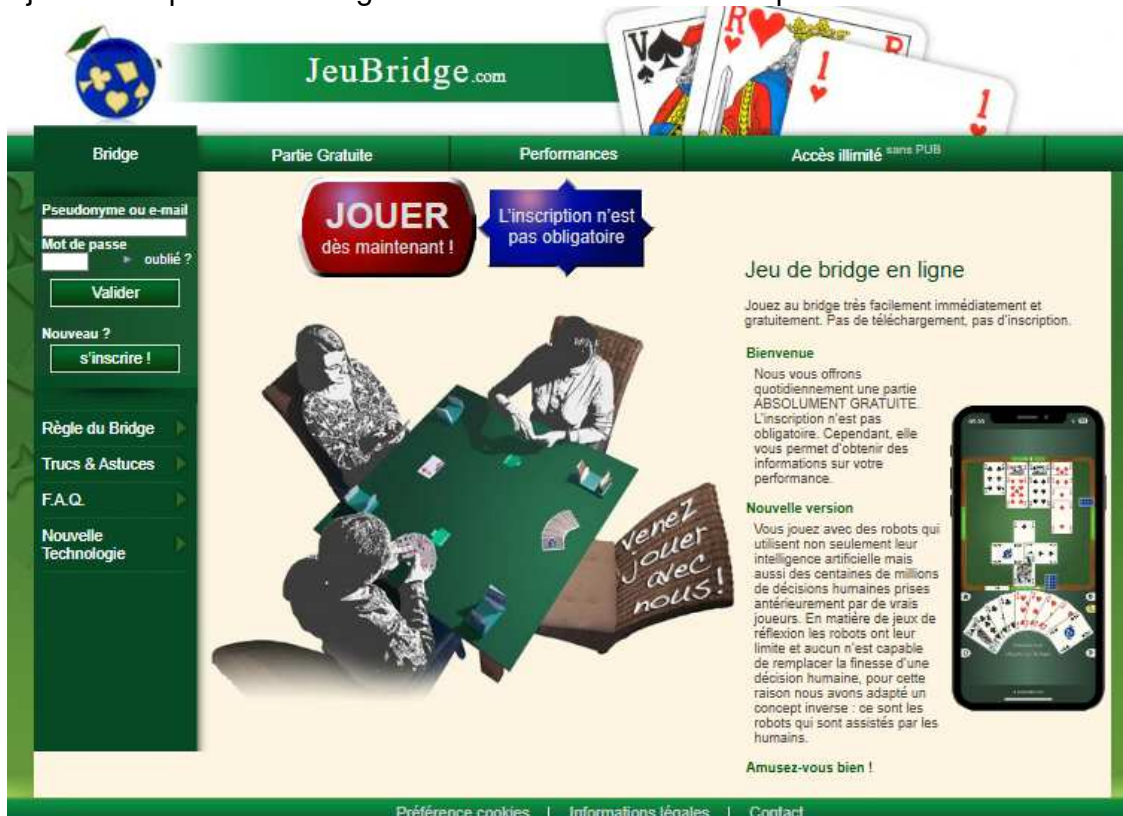 JeuBridge.com
V
R
R
1
1
Bridge
Partie Gratuite
Performances
Accès illimité sans PUB
Pseudonyme ou e-mail
Mot de passe
oublié ?
Valider
Nouveau ?
s'inscrire !
Règle du Bridge
Trucs & Astuces
F.A.Q.
Nouvelle
Technologie
JOUER
dès maintenant !
L'inscription n'est
pas obligatoire
venez
jouer
avec
nous!
Jeu de bridge en ligne
Jouez au bridge très facilement immédiatement et
gratuitement. Pas de téléchargement, pas d'inscription.
Bienvenue
Nous vous offrons
quotidiennement une partie
ABSOLUMENT GRATUITE.
L'inscription n'est pas
obligatoire. Cependant, elle
vous permet d'obtenir des
informations sur votre
performance.
Nouvelle version
Vous jouez avec des robots qui
utilisent non seulement leur
intelligence artificielle mais
aussi des centaines de millions
de décisions humaines prises
antérieurement par de vrais
joueurs. En matière de jeux de
réflexion les robots ont leur
limite et aucun n'est capable
de remplacer la finesse d'une
décision humaine, pour cette
raison nous avons adapté un
concept inverse : ce sont les
robots qui sont assistés par les
humains.
Amusez-vous bien !
Préférence cookies | Informations légales | Contact